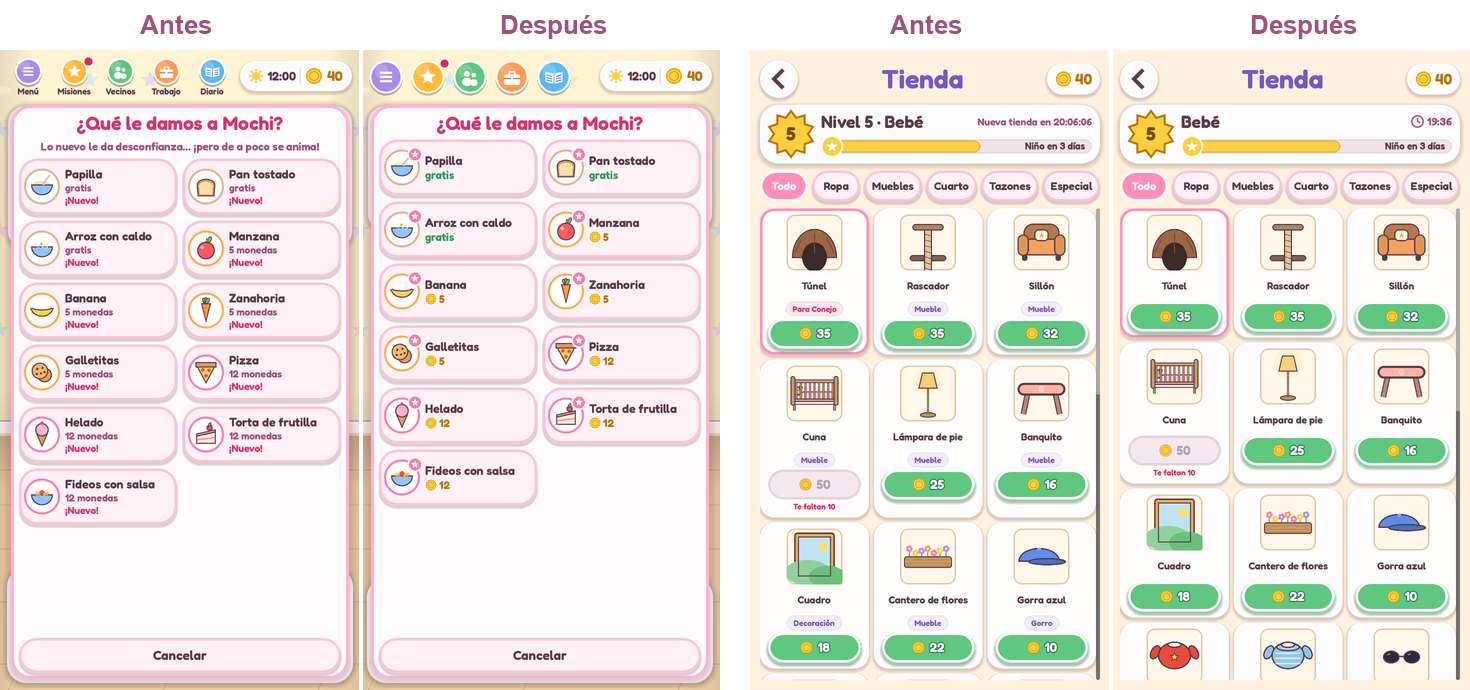 Antes
Después
Antes
Después
Menú
Misiones
Vecinos
Trabajo
Diario
12:00
40
¿Qué le damos a Mochi?
Lo nuevo le da desconfianza... ¡pero de a poco se anima!
Papilla
gratis
¡Nuevo!
Pan tostado
gratis
¡Nuevo!
Arroz con caldo
gratis
¡Nuevo!
Manzana
5 monedas
¡Nuevo!
Banana
5 monedas
¡Nuevo!
Zanahoria
5 monedas
¡Nuevo!
Galletitas
5 monedas
¡Nuevo!
Pizza
12 monedas
¡Nuevo!
Helado
12 monedas
¡Nuevo!
Torta de frutilla
12 monedas
¡Nuevo!
Fideos con salsa
12 monedas
¡Nuevo!
Cancelar
12:00
40
¿Qué le damos a Mochi?
Papilla
gratis
Pan tostado
gratis
Arroz con caldo
gratis
Manzana
5
Banana
5
Zanahoria
5
Galletitas
5
Pizza
12
Helado
12
Torta de frutilla
12
Fideos con salsa
12
Cancelar
Tienda
40
5
Nivel 5 · Bebé
Nueva tienda en 20:06:06
Niño en 3 días
Todo
Ropa
Muebles
Cuarto
Tazones
Especial
Túnel
Para Conejo
35
Rascador
Mueble
35
Sillón
Mueble
32
Cuna
Mueble
50
Te faltan 10
Lámpara de pie
Mueble
25
Banquito
Mueble
16
Cuadro
Decoración
18
Cantero de flores
Mueble
22
Gorra azul
Gorro
10
Tienda
40
5
Bebé
19:36
Niño en 3 días
Todo
Ropa
Muebles
Cuarto
Tazones
Especial
Túnel
35
Rascador
35
Sillón
32
Cuna
50
Te faltan 10
Lámpara de pie
25
Banquito
16
Cuadro
18
Cantero de flores
22
Gorra azul
10